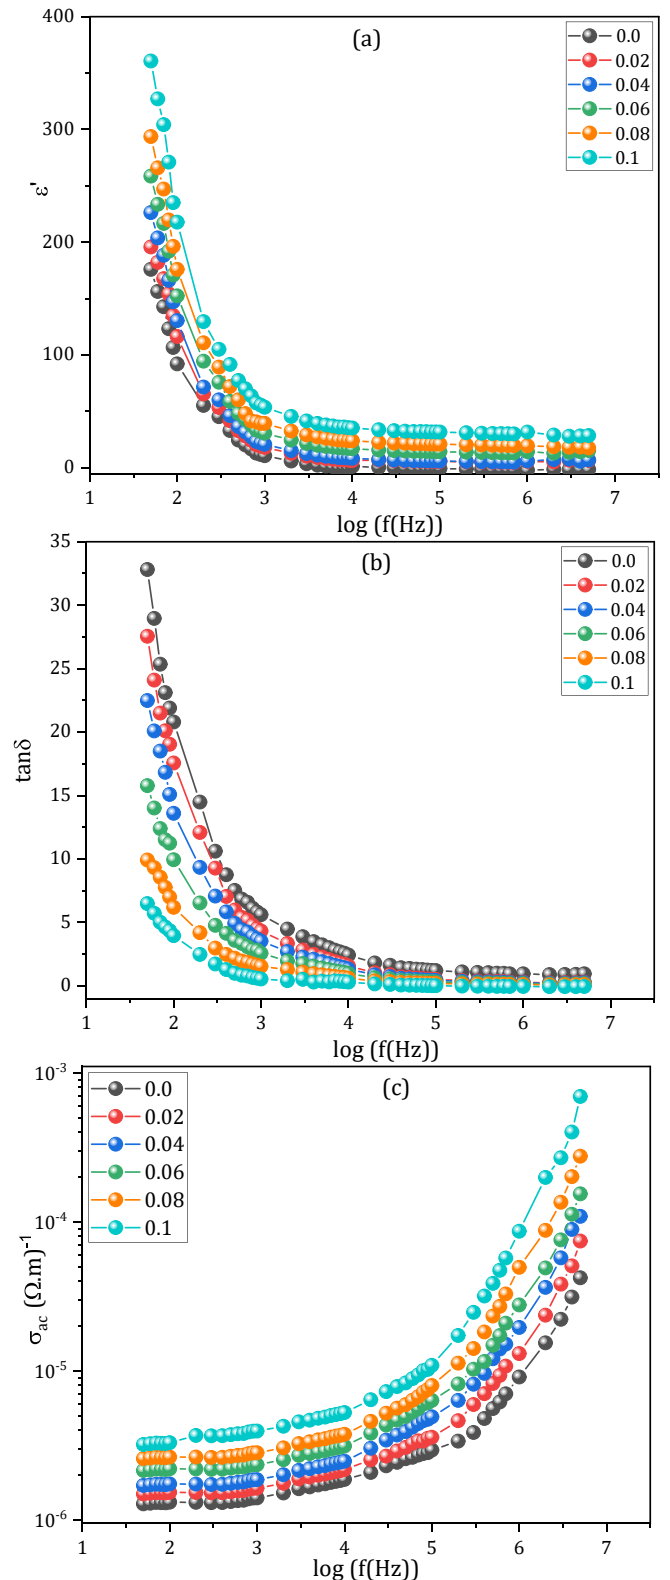 (a)
400
300
200
100
0
ε'
0.0
0.02
0.04
0.06
0.08
0.1
1 2 3 4 5 6 7
log (f(Hz))
(b)
35
30
25
20
15
10
5
0
tanδ
0.0
0.02
0.04
0.06
0.08
0.1
1 2 3 4 5 6 7
log (f(Hz))
(c)
10⁻³
10⁻⁴
10⁻⁵
10⁻⁶
σac (Ω.m)⁻¹
0.0
0.02
0.04
0.06
0.08
0.1
1 2 3 4 5 6 7
log (f(Hz))